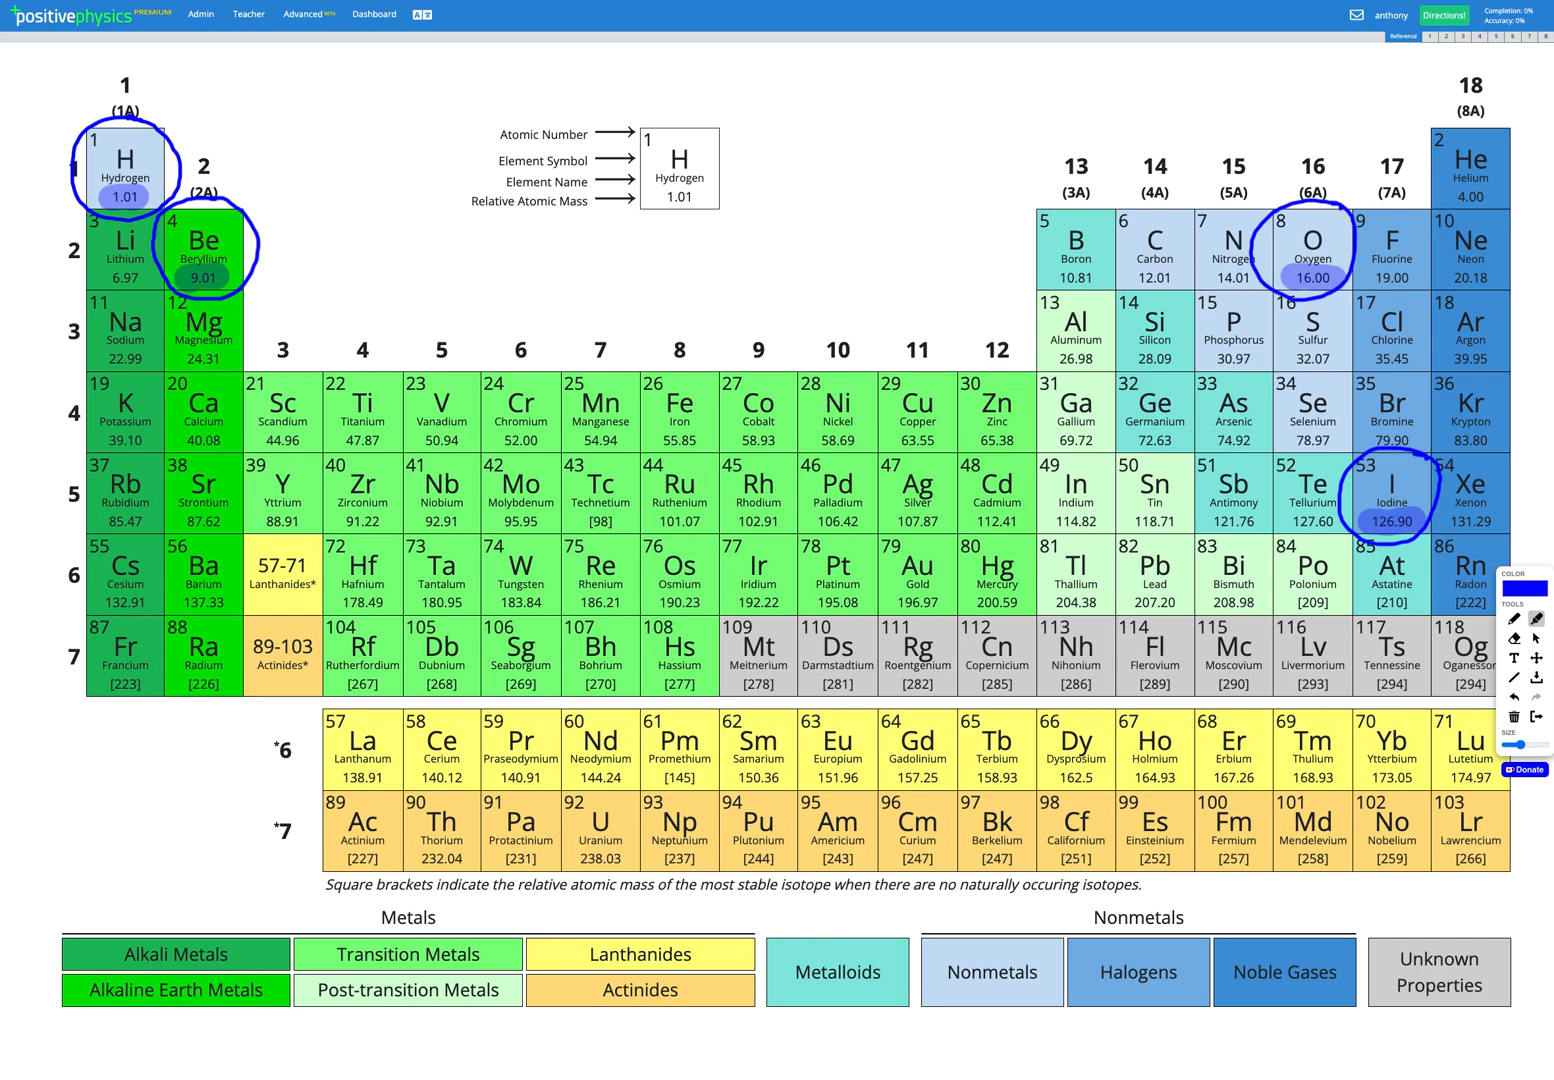 +positivephysics PREMIUM Admin Teacher Advanced BETA Dashboard A anthony Directions! Completion: 0%
Accuracy: 0%
Reference 1 2 3 4 5 6 7 8
1 18
(1A) (8A)
1 Atomic Number 1 2
H 2 Element Symbol H 13 14 15 16 17 He
1 Hydrogen Element Name Hydrogen Helium
1.01 (2A) Relative Atomic Mass 1.01 (3A) (4A) (5A) (6A) (7A) 4.00
3 4 5 6 7 8 9 10
2 Li Be B C N O F Ne
Lithium Beryllium Boron Carbon Nitrogen Oxygen Fluorine Neon
6.97 9.01 10.81 12.01 14.01 16.00 19.00 20.18
11 12 13 14 15 16 17 18
3 Na Mg Al Si P S Cl Ar
Sodium Magnesium 3 4 5 6 7 8 9 10 11 12 Aluminum Silicon Phosphorus Sulfur Chlorine Argon
22.99 24.31 26.98 28.09 30.97 32.07 35.45 39.95
19 20 21 22 23 24 25 26 27 28 29 30 31 32 33 34 35 36
4 K Ca Sc Ti V Cr Mn Fe Co Ni Cu Zn Ga Ge As Se Br Kr
Potassium Calcium Scandium Titanium Vanadium Chromium Manganese Iron Cobalt Nickel Copper Zinc Gallium Germanium Arsenic Selenium Bromine Krypton
39.10 40.08 44.96 47.87 50.94 52.00 54.94 55.85 58.93 58.69 63.55 65.38 69.72 72.63 74.92 78.97 79.90 83.80
37 38 39 40 41 42 43 44 45 46 47 48 49 50 51 52 53 54
5 Rb Sr Y Zr Nb Mo Tc Ru Rh Pd Ag Cd In Sn Sb Te I Xe
Rubidium Strontium Yttrium Zirconium Niobium Molybdenum Technetium Ruthenium Rhodium Palladium Silver Cadmium Indium Tin Antimony Tellurium Iodine Xenon
85.47 87.62 88.91 91.22 92.91 95.95 [98] 101.07 102.91 106.42 107.87 112.41 114.82 118.71 121.76 127.60 126.90 131.29
55 56 57-71 72 73 74 75 76 77 78 79 80 81 82 83 84 85 86
6 Cs Ba Hf Ta W Re Os Ir Pt Au Hg Tl Pb Bi Po At Rn
Cesium Barium Lanthanides* Hafnium Tantalum Tungsten Rhenium Osmium Iridium Platinum Gold Mercury Thallium Lead Bismuth Polonium Astatine Radon
132.91 137.33 178.49 180.95 183.84 186.21 190.23 192.22 195.08 196.97 200.59 204.38 207.20 208.98 [209] [210] [222]
87 88 89-103 104 105 106 107 108 109 110 111 112 113 114 115 116 117 118
7 Fr Ra Rf Db Sg Bh Hs Mt Ds Rg Cn Nh Fl Mc Lv Ts Og
Francium Radium Actinides* Rutherfordium Dubnium Seaborgium Bohrium Hassium Meitnerium Darmstadtium Roentgenium Copernicium Nihonium Flerovium Moscovium Livermorium Tennessine Oganesson
[223] [226] [267] [268] [269] [270] [277] [278] [281] [282] [285] [286] [289] [290] [293] [294] [294]
COLOR
TOOLS
T
SIZE
Donate
57 58 59 60 61 62 63 64 65 66 67 68 69 70 71
*6 La Ce Pr Nd Pm Sm Eu Gd Tb Dy Ho Er Tm Yb Lu
Lanthanum Cerium Praseodymium Neodymium Promethium Samarium Europium Gadolinium Terbium Dysprosium Holmium Erbium Thulium Ytterbium Lutetium
138.91 140.12 140.91 144.24 [145] 150.36 151.96 157.25 158.93 162.5 164.93 167.26 168.93 173.05 174.97
89 90 91 92 93 94 95 96 97 98 99 100 101 102 103
*7 Ac Th Pa U Np Pu Am Cm Bk Cf Es Fm Md No Lr
Actinium Thorium Protactinium Uranium Neptunium Plutonium Americium Curium Berkelium Californium Einsteinium Fermium Mendelevium Nobelium Lawrencium
[227] 232.04 [231] 238.03 [237] [244] [243] [247] [247] [251] [252] [257] [258] [259] [266]
Square brackets indicate the relative atomic mass of the most stable isotope when there are no naturally occuring isotopes.
Metals Nonmetals
Alkali Metals Transition Metals Lanthanides Metalloids Nonmetals Halogens Noble Gases Unknown
Alkaline Earth Metals Post-transition Metals Actinides Properties